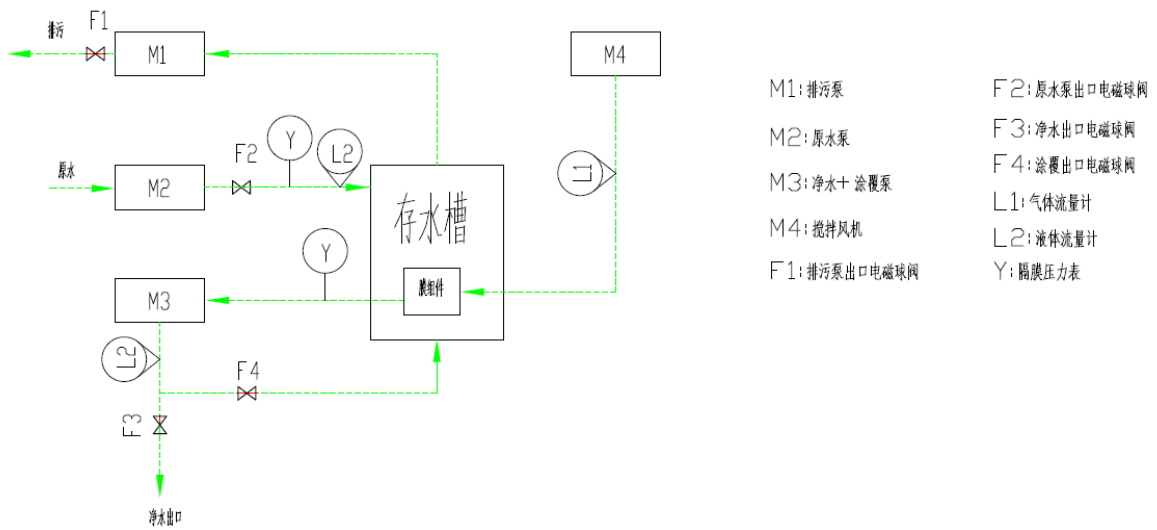 F1
排污
M1
M4
F2
Y
L2
原水
M2
L1
存水槽
Y
膜组件
M3
L2
F4
F3
净水出口
M1:排污泵
M2:原水泵
M3:净水+涂覆泵
M4:搅拌风机
F1:排污泵出口电磁球阀
F2:原水泵出口电磁球阀
F3:净水出口电磁球阀
F4:涂覆出口电磁球阀
L1:气体流量计
L2:液体流量计
Y:隔膜压力表